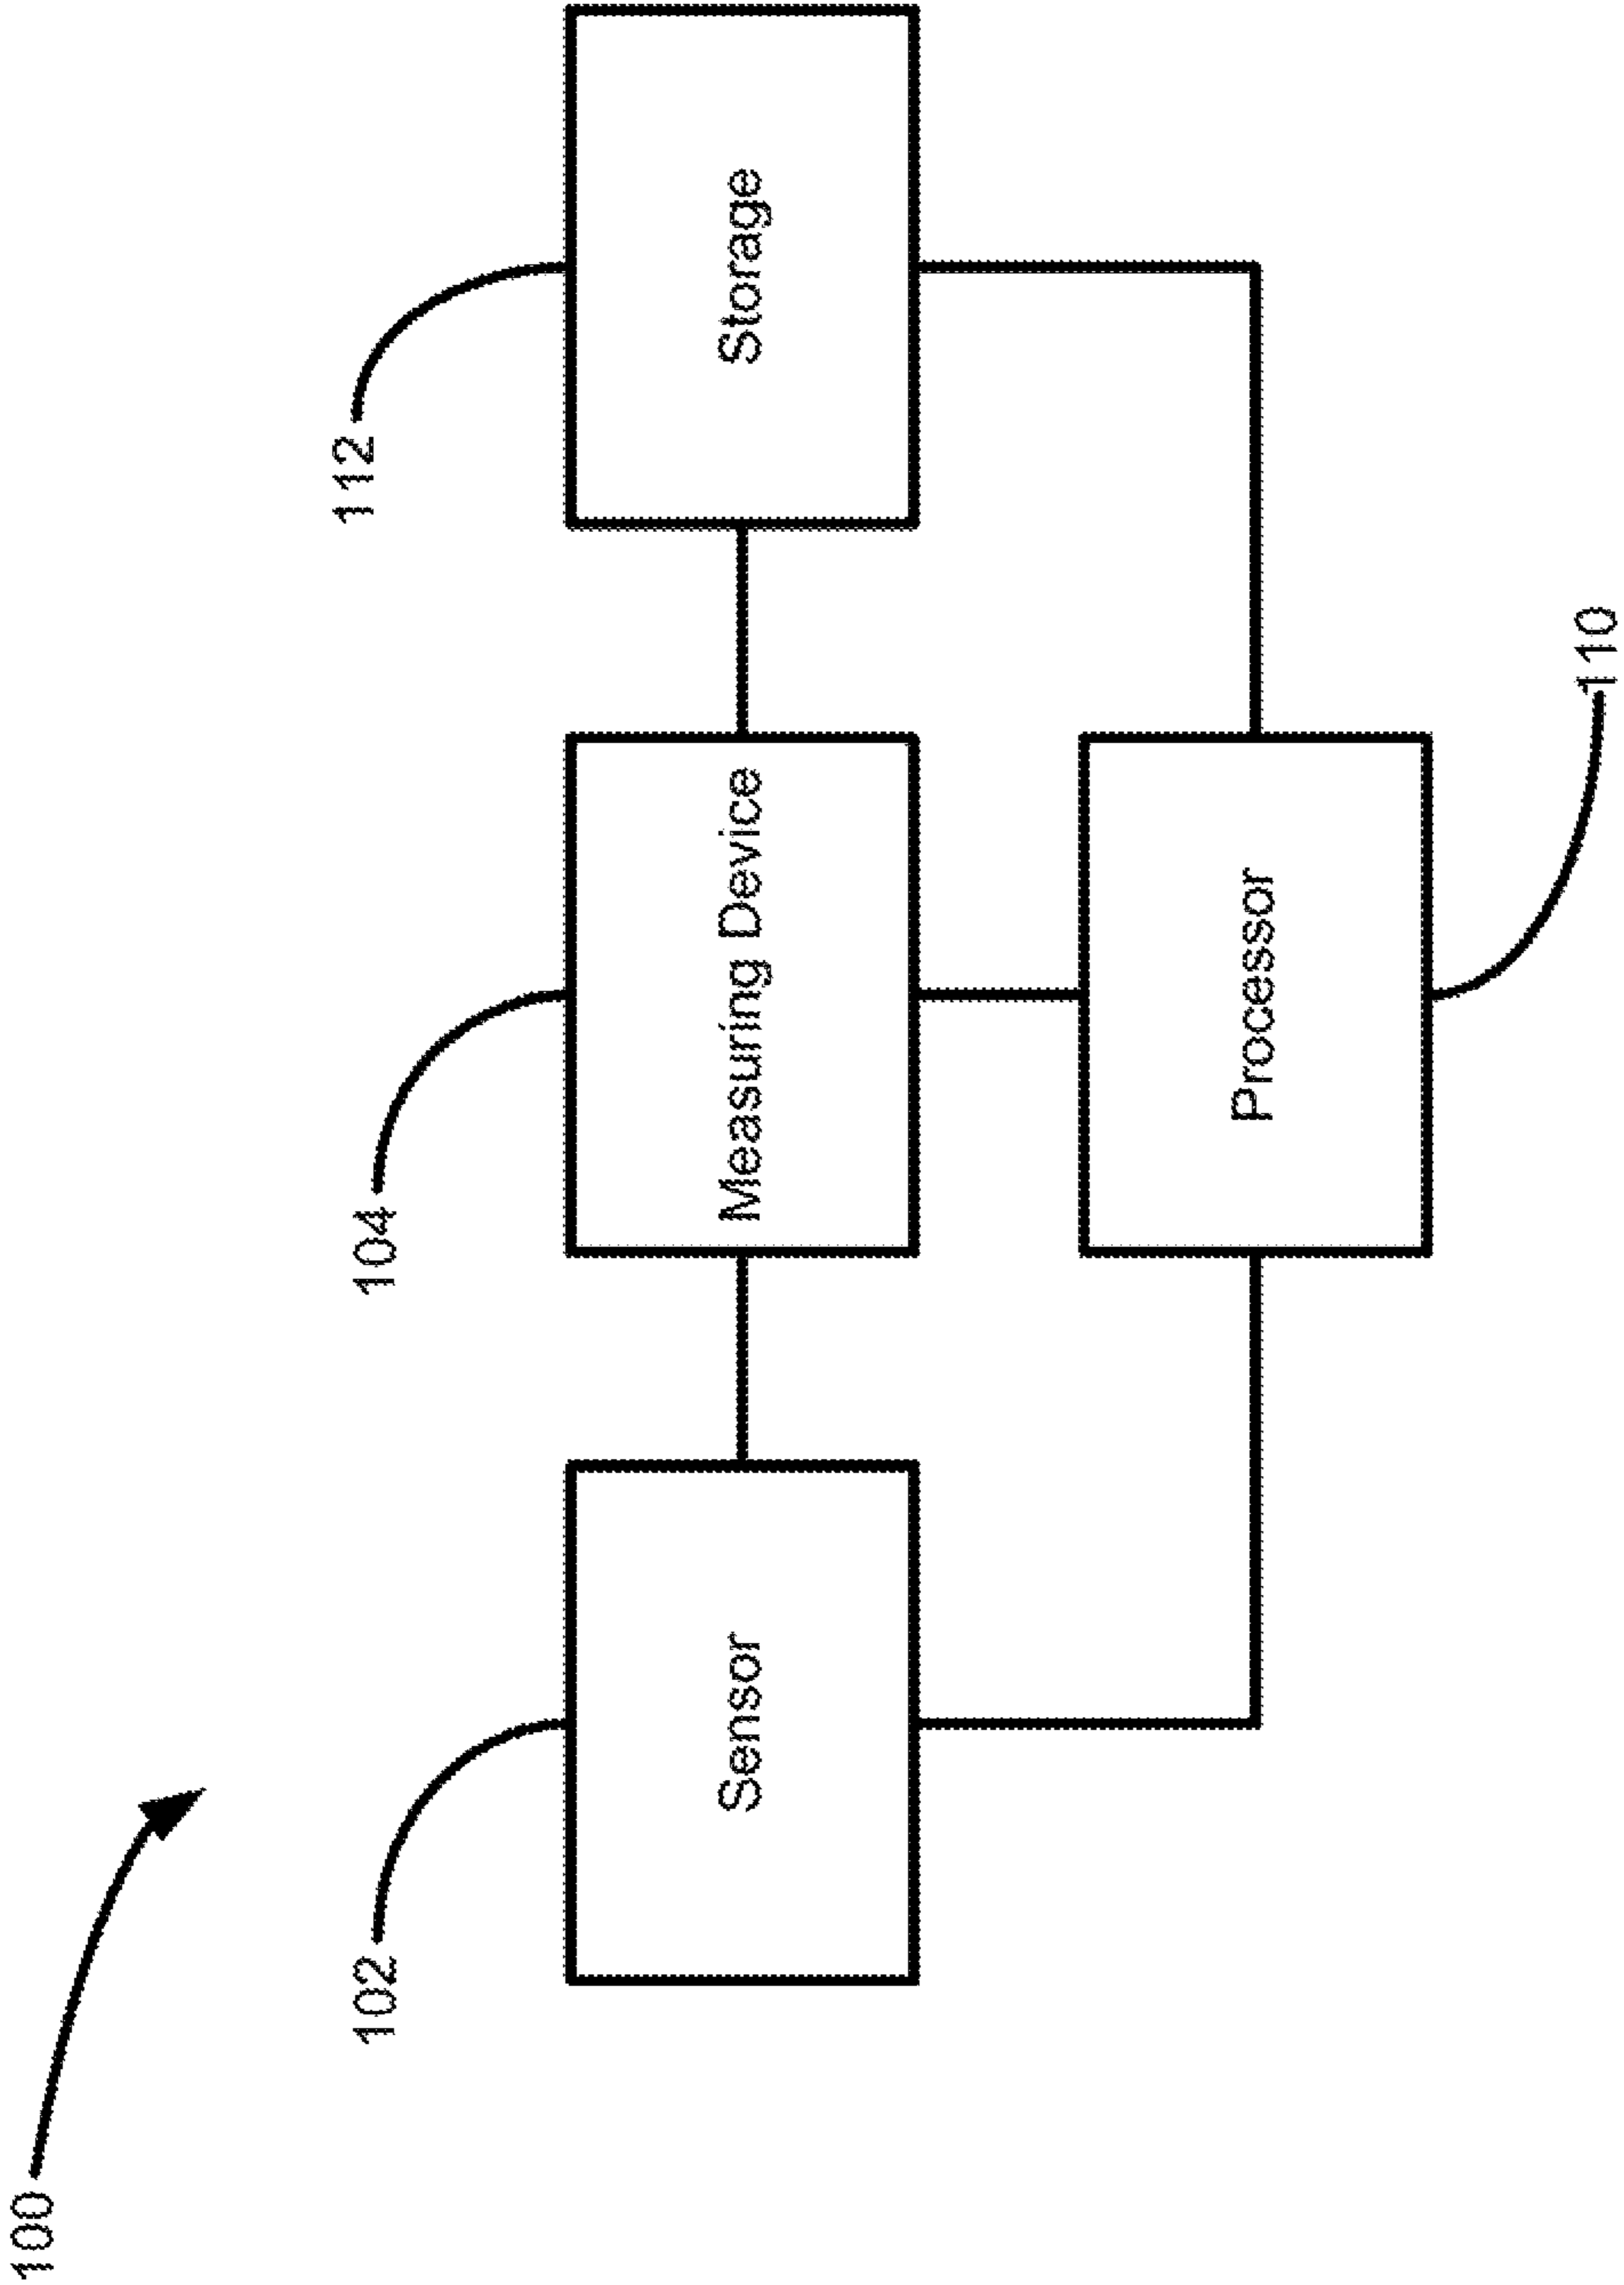 100
102
104
112
Sensor
Measuring Device
Storage
Processor
110